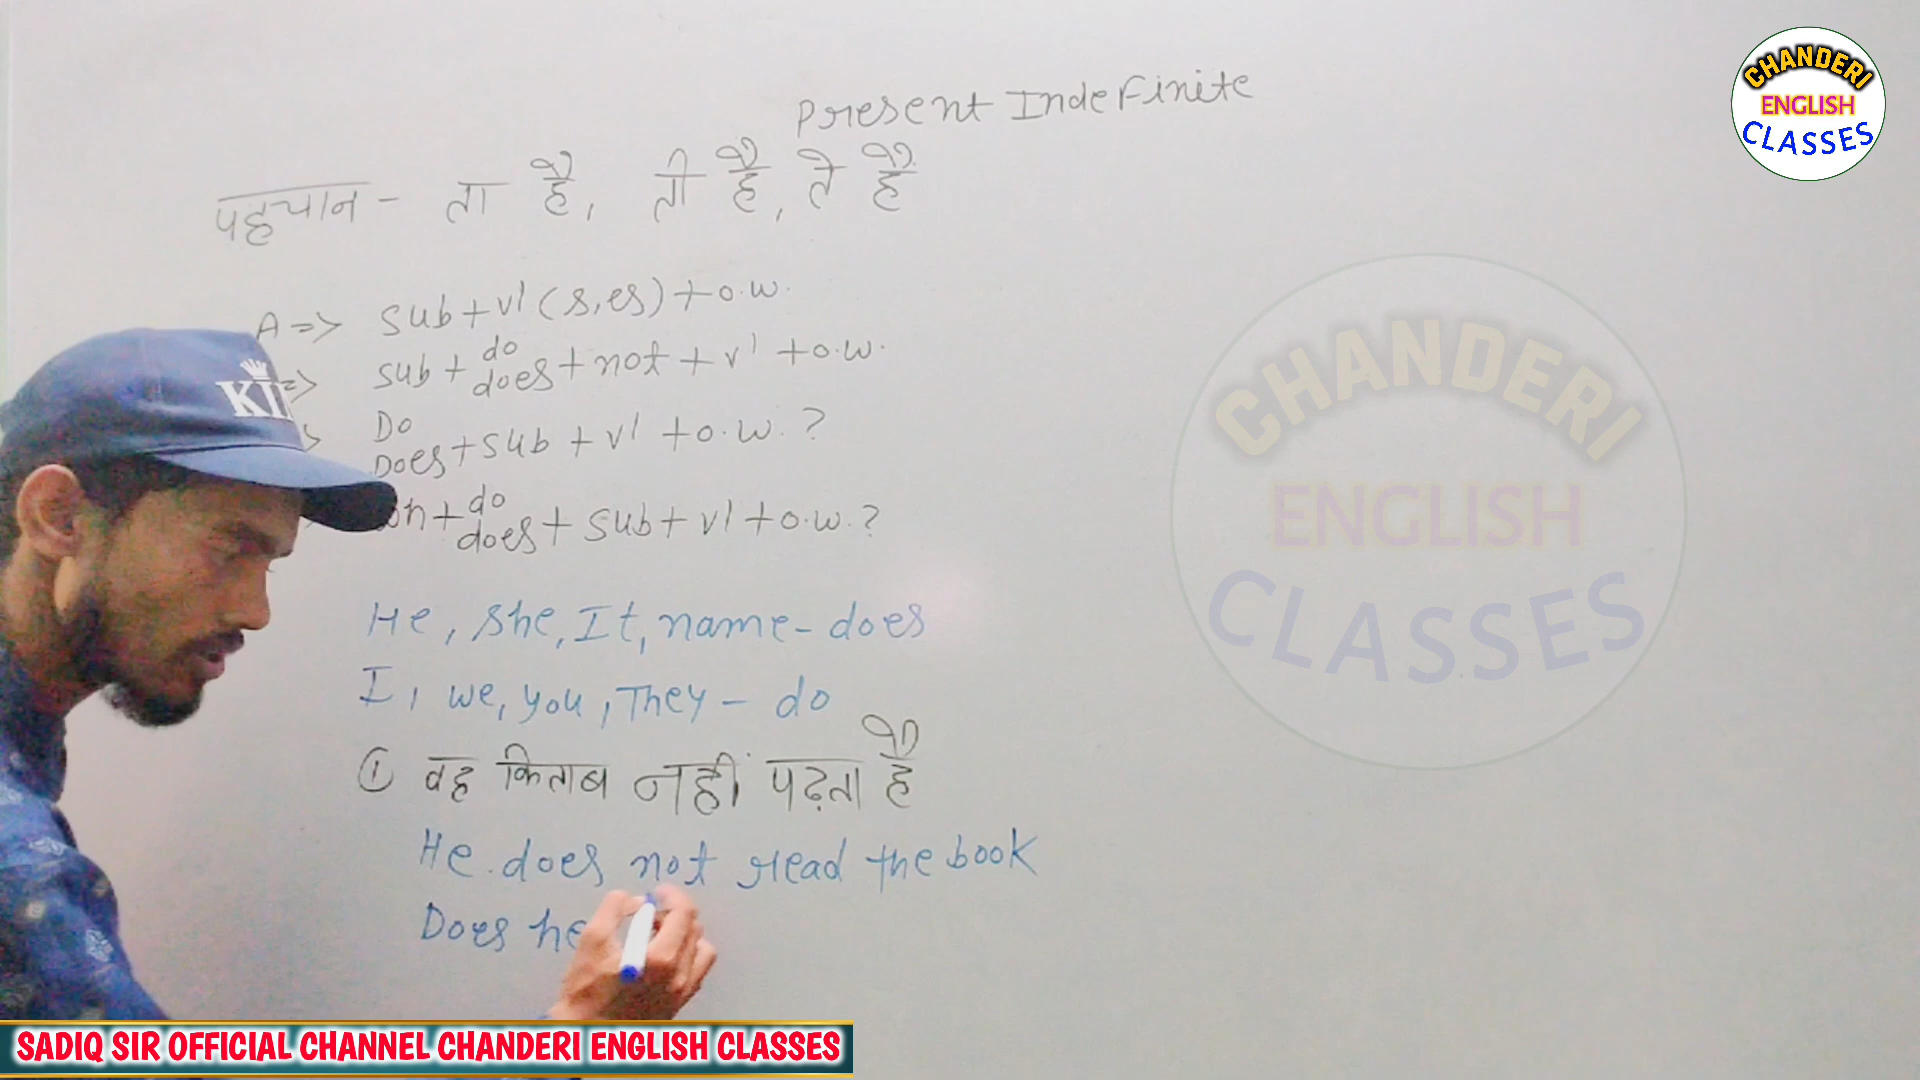 Present Indefinite
पहचान - ता है, ती है, ते हैं
A => Sub + v1 (s, es) + o.w.
=> Sub + do does + not + v1 + o.w.
Do Does + Sub + v1 + o.w. ?
wh + do does + Sub + v1 + o.w. ?
He, she, It, name - does
I, we, you, They - do
① वह किताब नहीं पढ़ता है
He does not read the book
Does he
CHANDERI
ENGLISH
CLASSES
CHANDERI
ENGLISH
CLASSES
SADIQ SIR OFFICIAL CHANNEL CHANDERI ENGLISH CLASSES